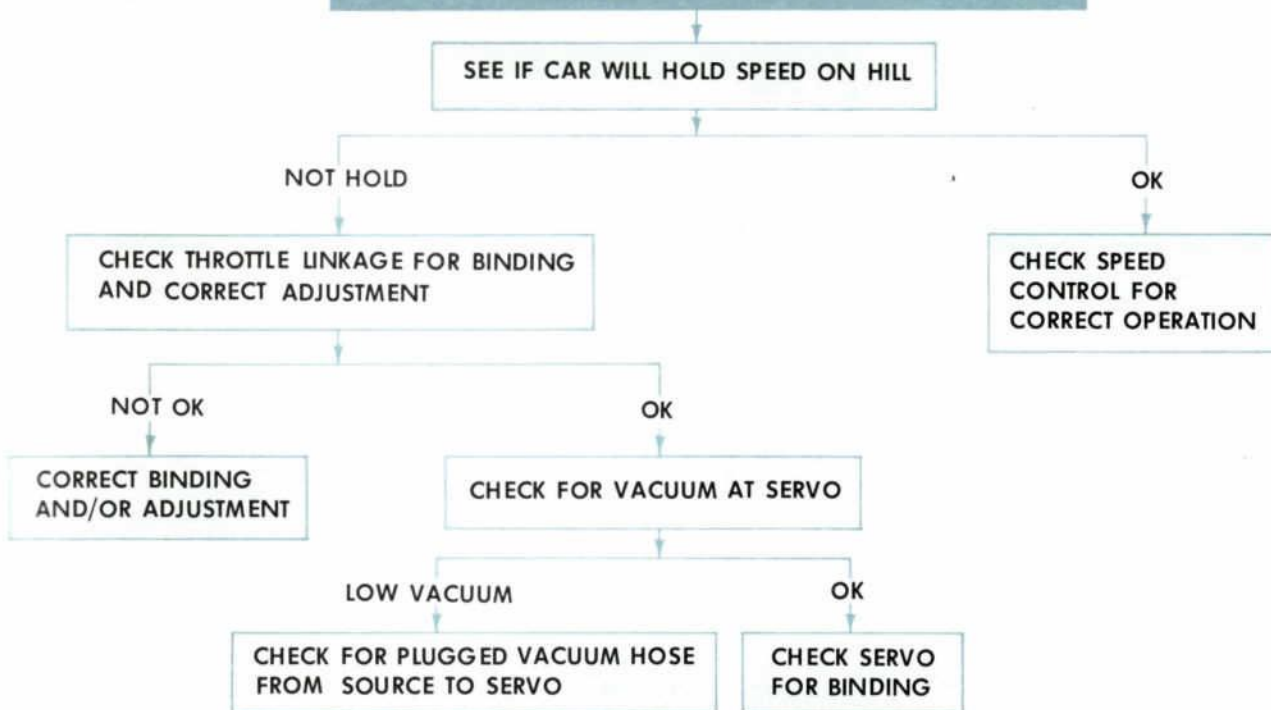 SEE IF CAR WILL HOLD SPEED ON HILL
NOT HOLD
OK
CHECK THROTTLE LINKAGE FOR BINDING
AND CORRECT ADJUSTMENT
CHECK SPEED
CONTROL FOR
CORRECT OPERATION
NOT OK
OK
CORRECT BINDING
AND/OR ADJUSTMENT
CHECK FOR VACUUM AT SERVO
LOW VACUUM
OK
CHECK FOR PLUGGED VACUUM HOSE
FROM SOURCE TO SERVO
CHECK SERVO
FOR BINDING